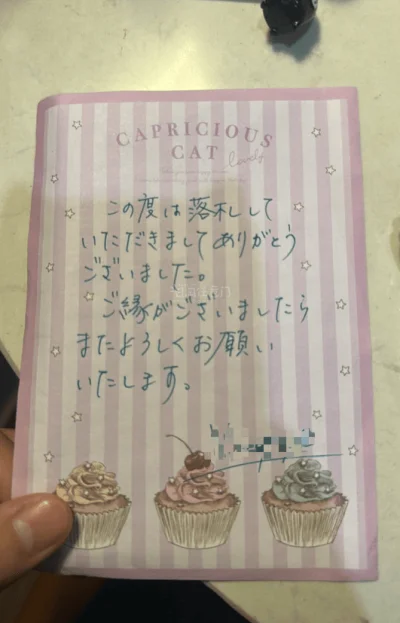 CAPRICIOUS
CAT
lovely
この度は落札して
いただきましてありがとう
ございました。
ご縁がございましたら
またよろしくお願い
いたします。